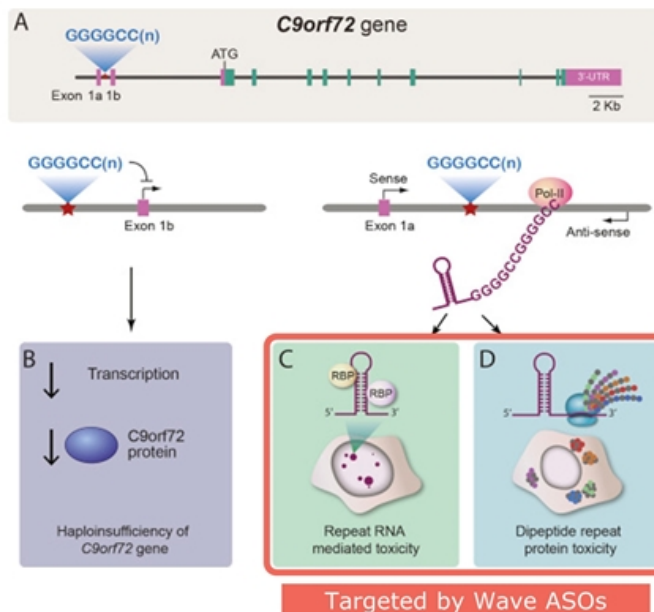 A
C9orf72 gene
GGGGCC(n)
ATG
3'-UTR
Exon 1a 1b
2 Kb
GGGGCC(n)
Exon 1b
Sense
GGGGCC(n)
Pol-II
Exon 1a
Anti-sense
GGGGCCGGGGCC
B
Transcription
C9orf72
protein
Haploinsufficiency of
C9orf72 gene
C
RBP
RBP
5' 3'
Repeat RNA
mediated toxicity
D
5' 3'
Dipeptide repeat
protein toxicity
Targeted by Wave ASOs